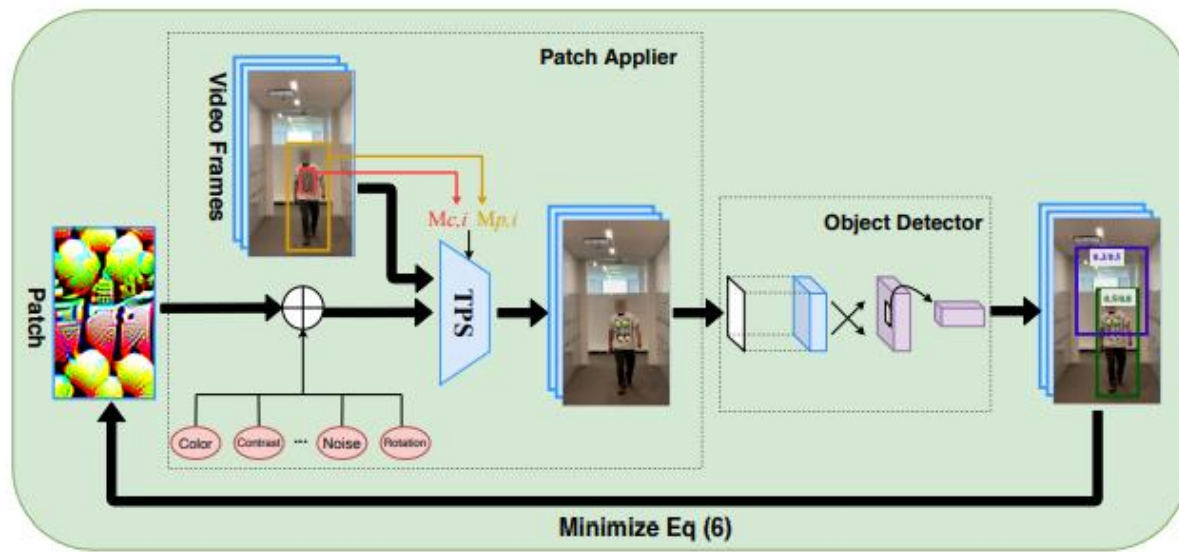 Patch Applier
Video Frames
Mc,i Mp,i
Object Detector
Patch
TPS
Color
Contrast
...
Noise
Rotation
Minimize Eq (6)